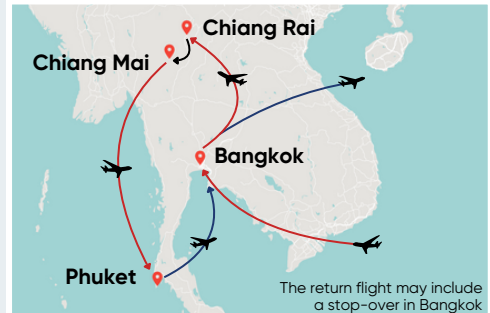 Chiang Rai
Chiang Mai
Bangkok
Phuket
The return flight may include
a stop-over in Bangkok